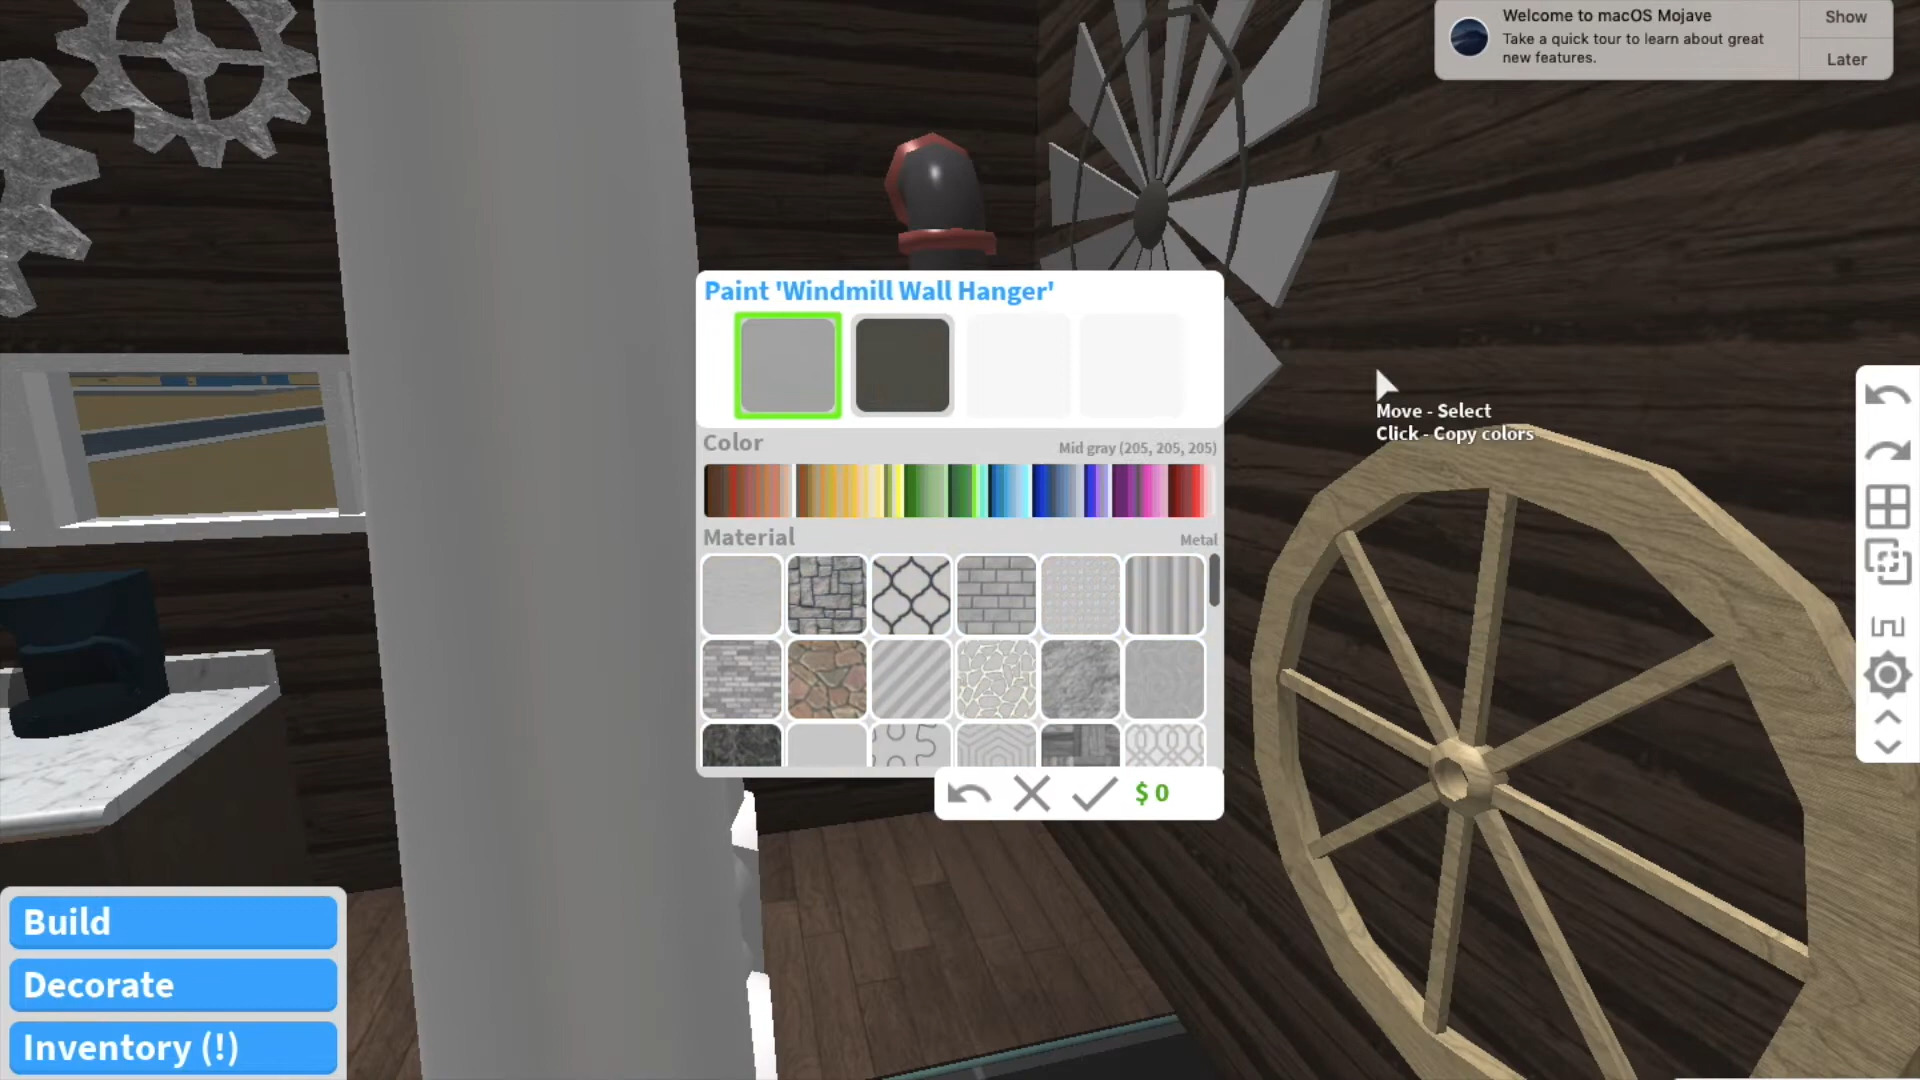 Welcome to macOS Mojave
Take a quick tour to learn about great
new features.
Show
Later
Paint 'Windmill Wall Hanger'
Color
Mid gray (205, 205, 205)
Material
Metal
Move - Select
Click - Copy colors
$ 0
Build
Decorate
Inventory (!)